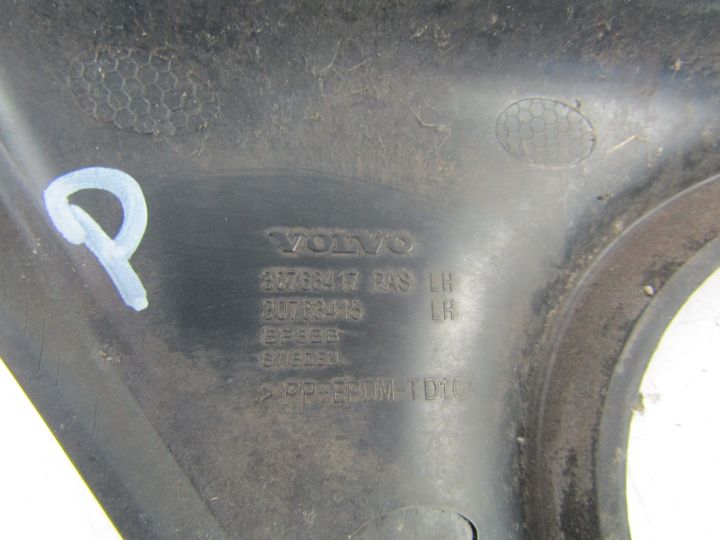 P
VOLVO
30763417 PAS LH
30763415 LH
SWEDEN
>PP+EPDM-TD10<